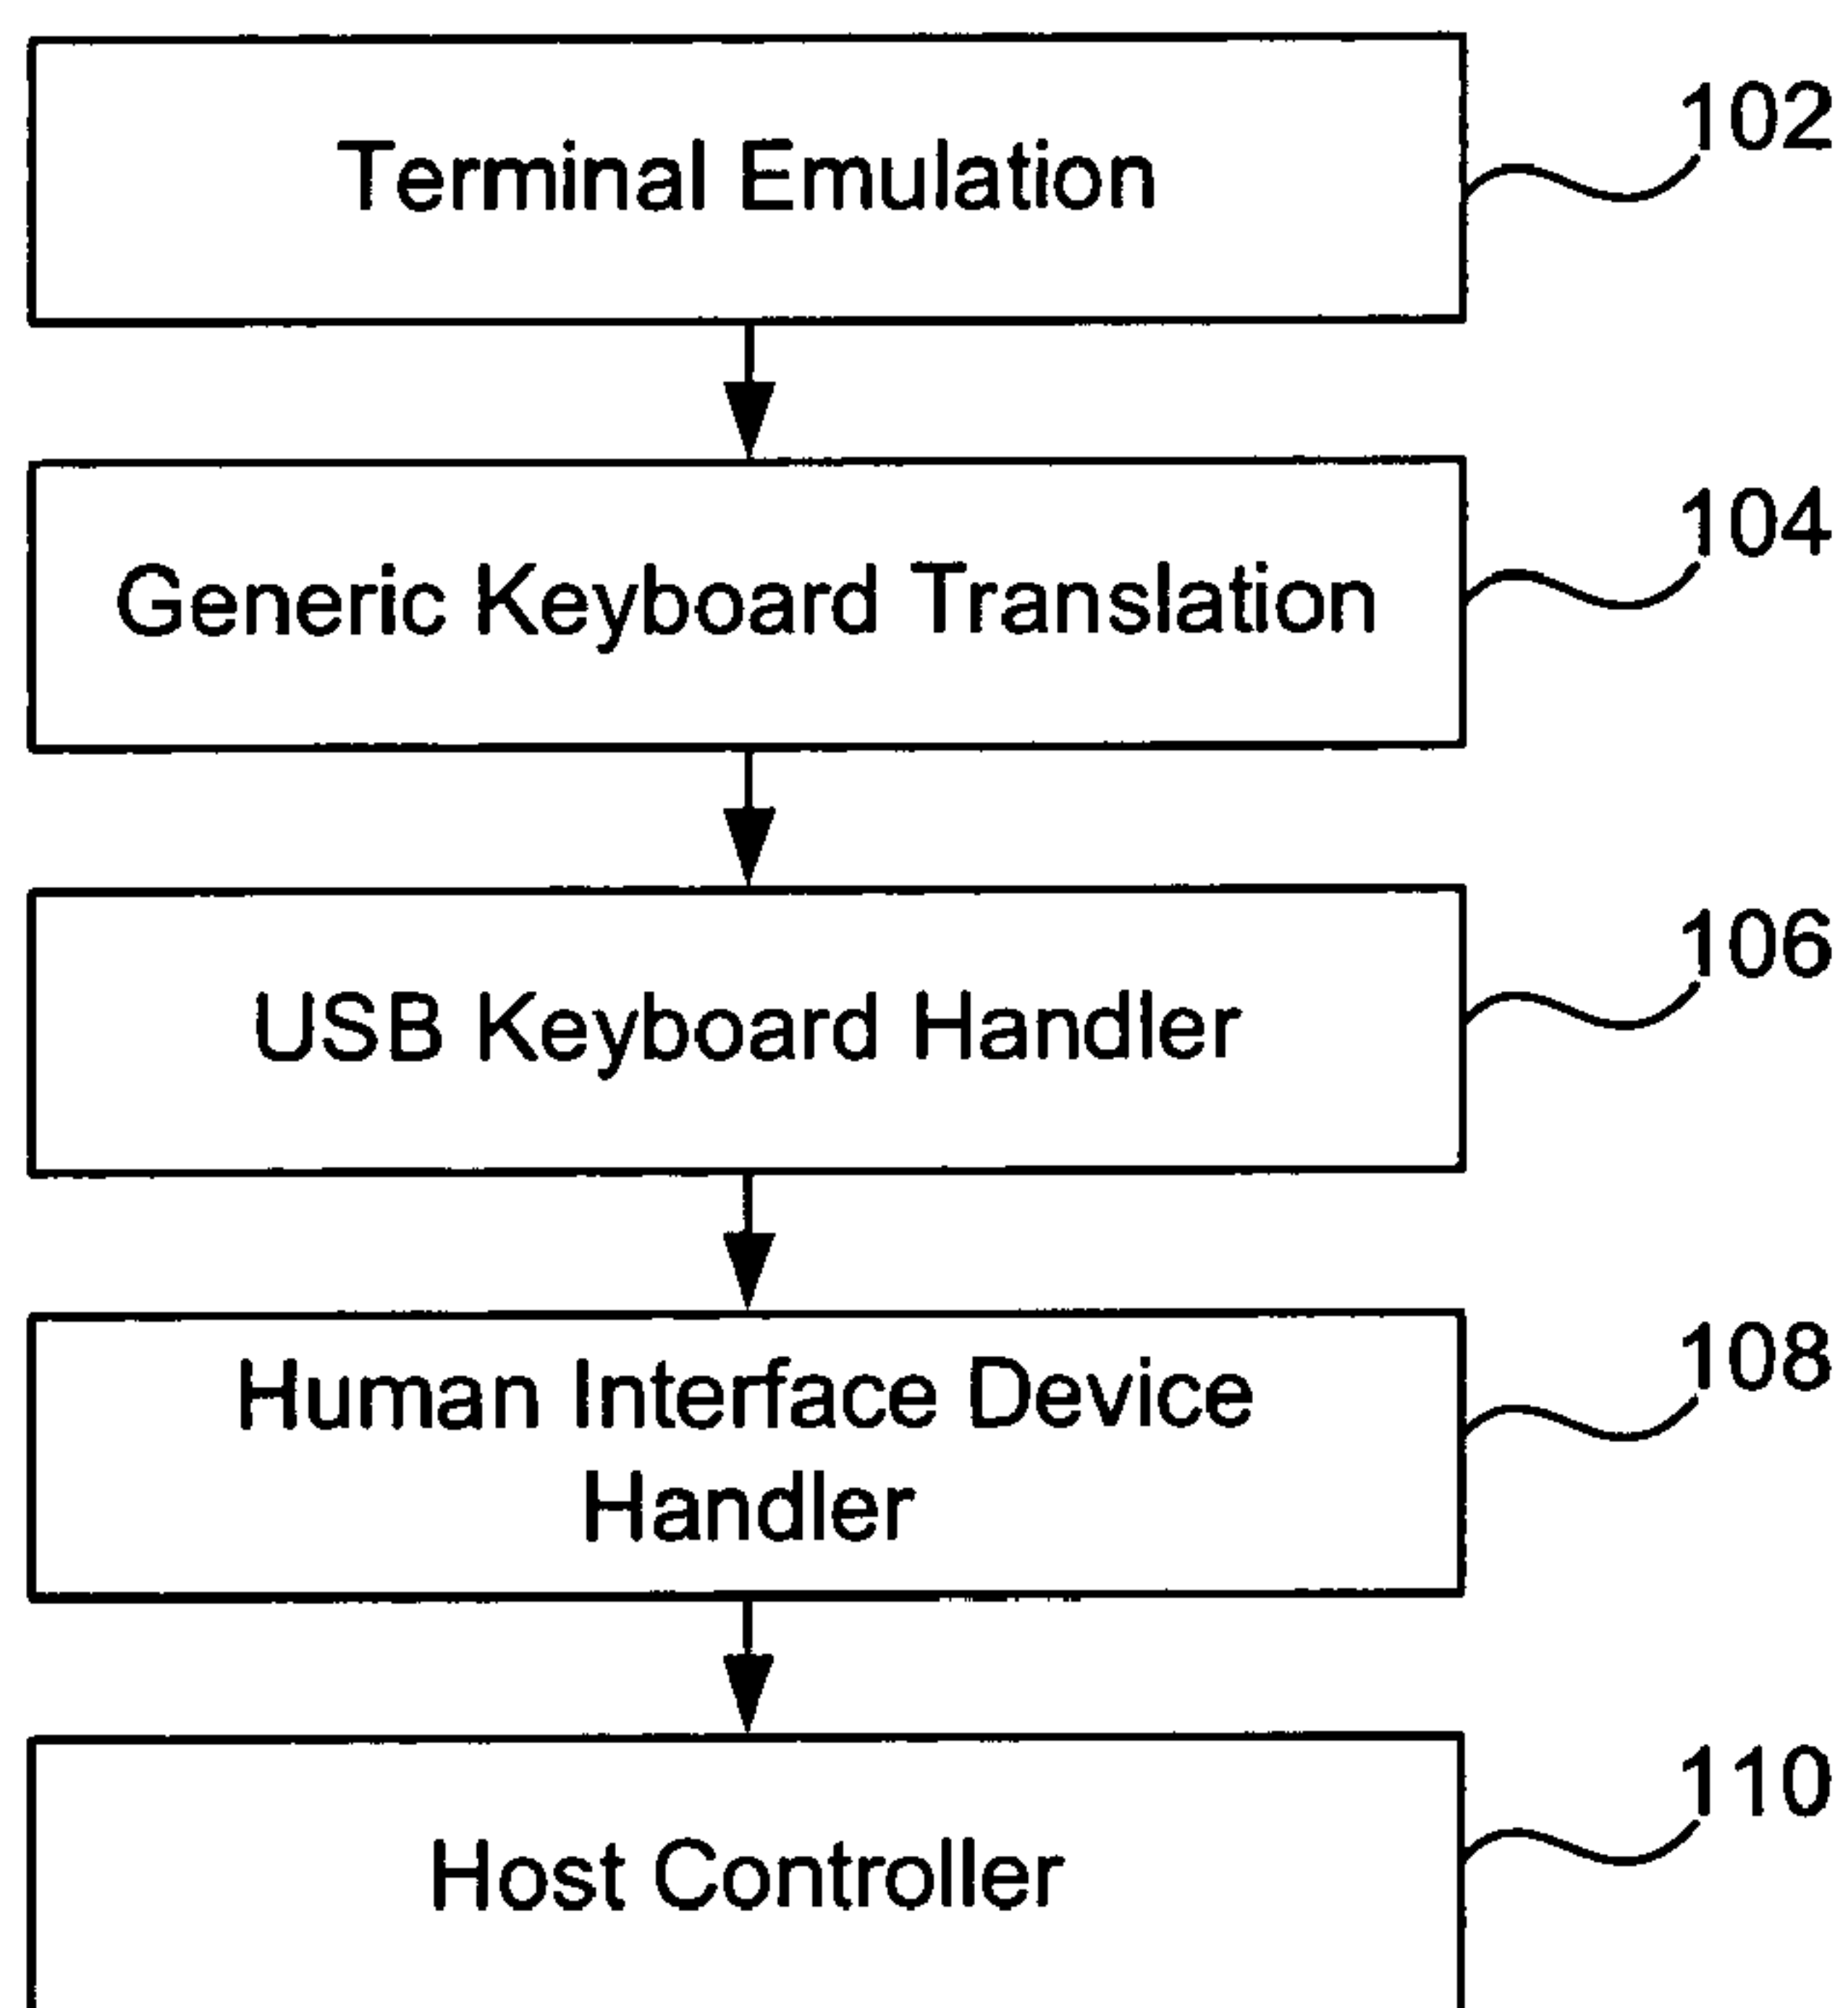 Terminal Emulation
102
Generic Keyboard Translation
104
USB Keyboard Handler
106
Human Interface Device
Handler
108
Host Controller
110